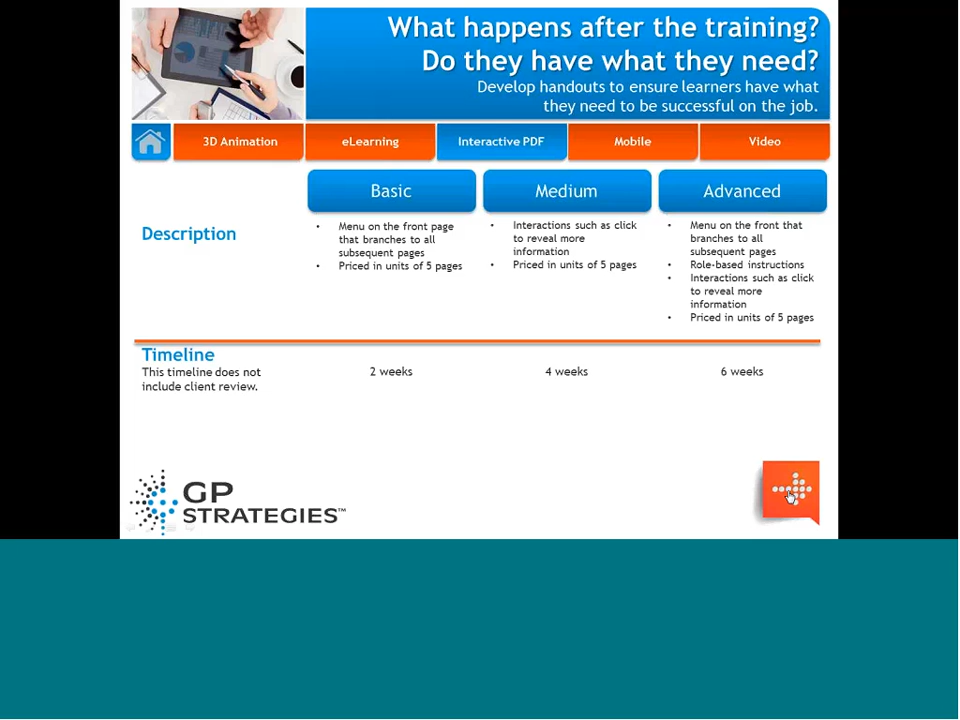 What happens after the training?
Do they have what they need?
Develop handouts to ensure learners have what
they need to be successful on the job.
3D Animation
eLearning
Interactive PDF
Mobile
Video
Basic
Medium
Advanced
Description
• Menu on the front page
that branches to all
subsequent pages
• Priced in units of 5 pages
• Interactions such as click
to reveal more
information
• Priced in units of 5 pages
• Menu on the front that
branches to all
subsequent pages
• Role-based instructions
• Interactions such as click
to reveal more
information
• Priced in units of 5 pages
Timeline
This timeline does not
include client review.
2 weeks
4 weeks
6 weeks
GP
STRATEGIES™